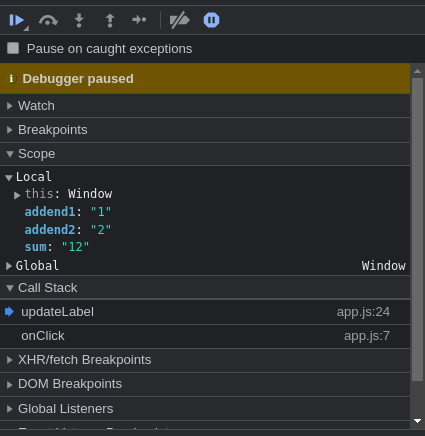 Pause on caught exceptions
Debugger paused
Watch
Breakpoints
Scope
Local
this: Window
addend1: "1"
addend2: "2"
sum: "12"
Global Window
Call Stack
updateLabel app.js:24
onClick app.js:7
XHR/fetch Breakpoints
DOM Breakpoints
Global Listeners